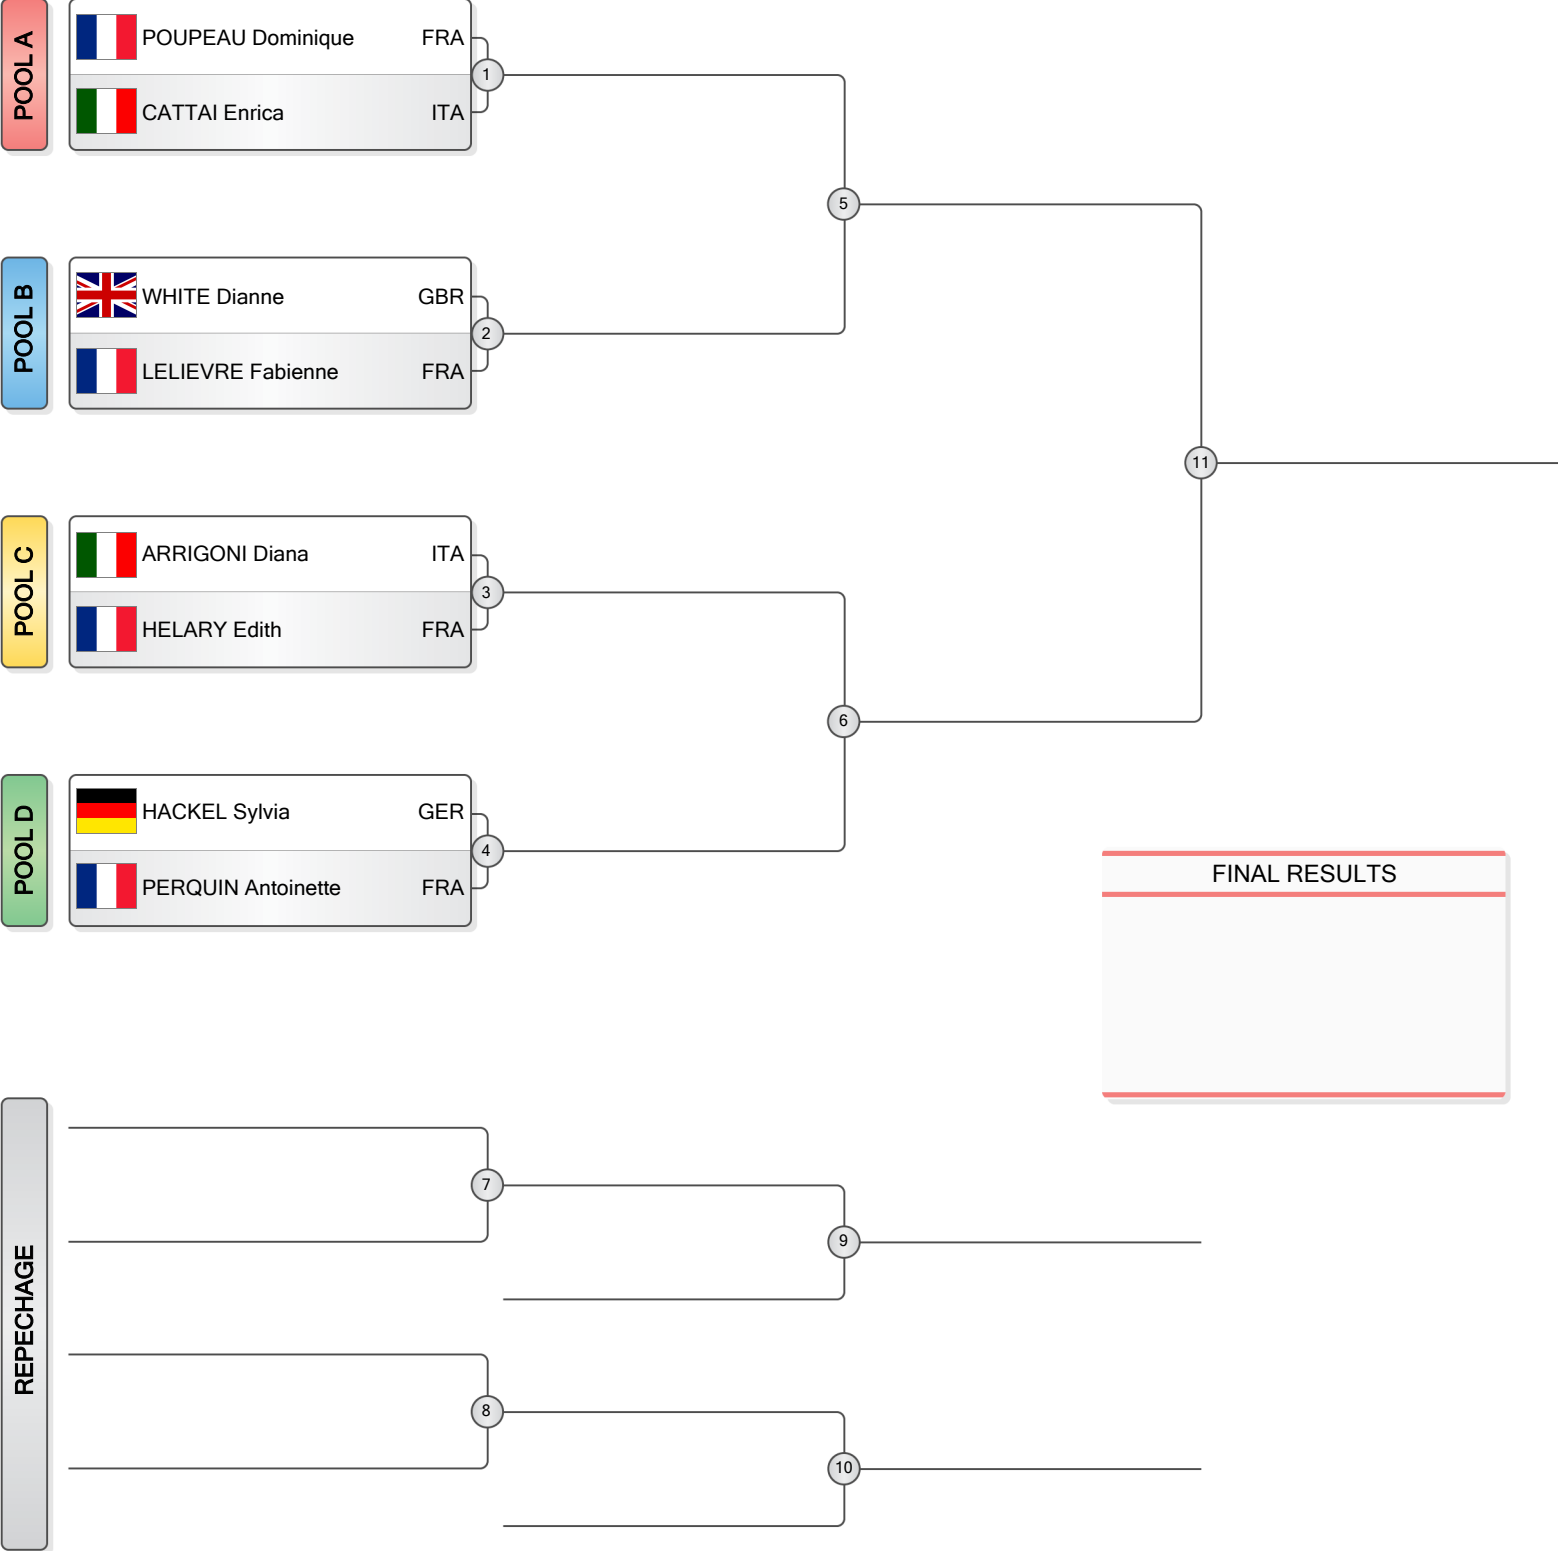 POOL A
POUPEAU Dominique FRA
1
CATTAI Enrica ITA
5
POOL B
WHITE Dianne GBR
2
LELIEVRE Fabienne FRA
11
POOL C
ARRIGONI Diana ITA
3
HELARY Edith FRA
6
POOL D
HACKEL Sylvia GER
4
PERQUIN Antoinette FRA
FINAL RESULTS
REPECHAGE
7
9
8
10